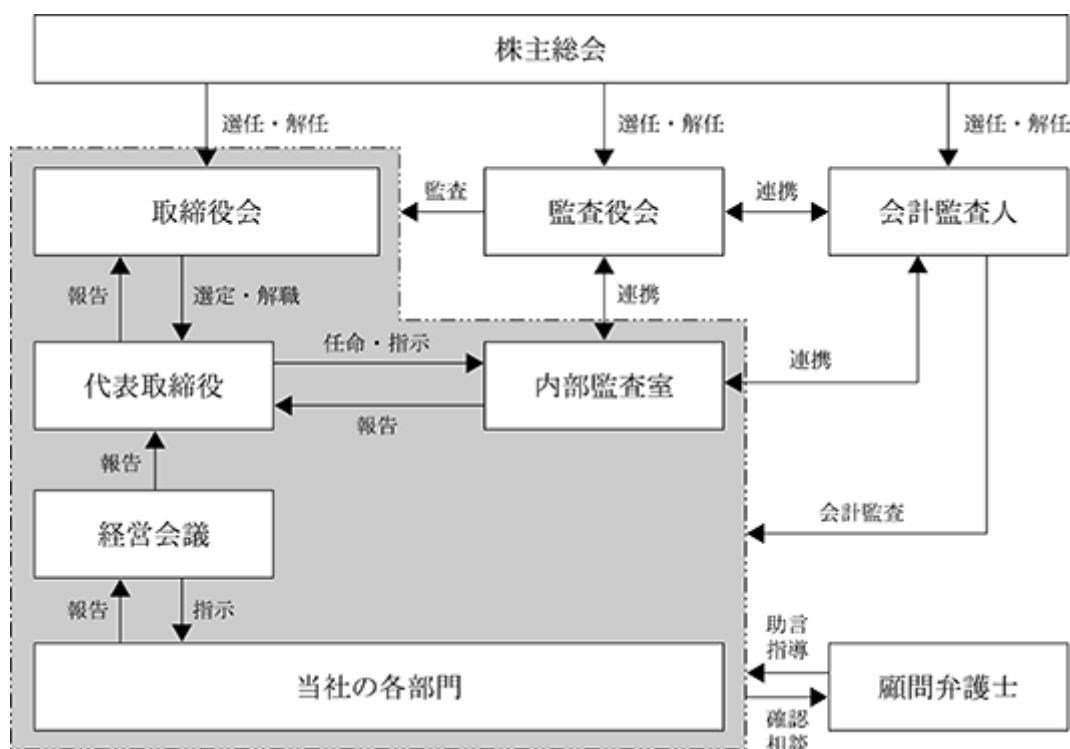 株主総会
選任・解任
選任・解任
選任・解任
取締役会
監査
監査役会
連携
会計監査人
報告
選定・解職
連携
任命・指示
代表取締役
内部監査室
連携
報告
報告
経営会議
会計監査
報告
指示
助言
指導
当社の各部門
顧問弁護士
確認
相談